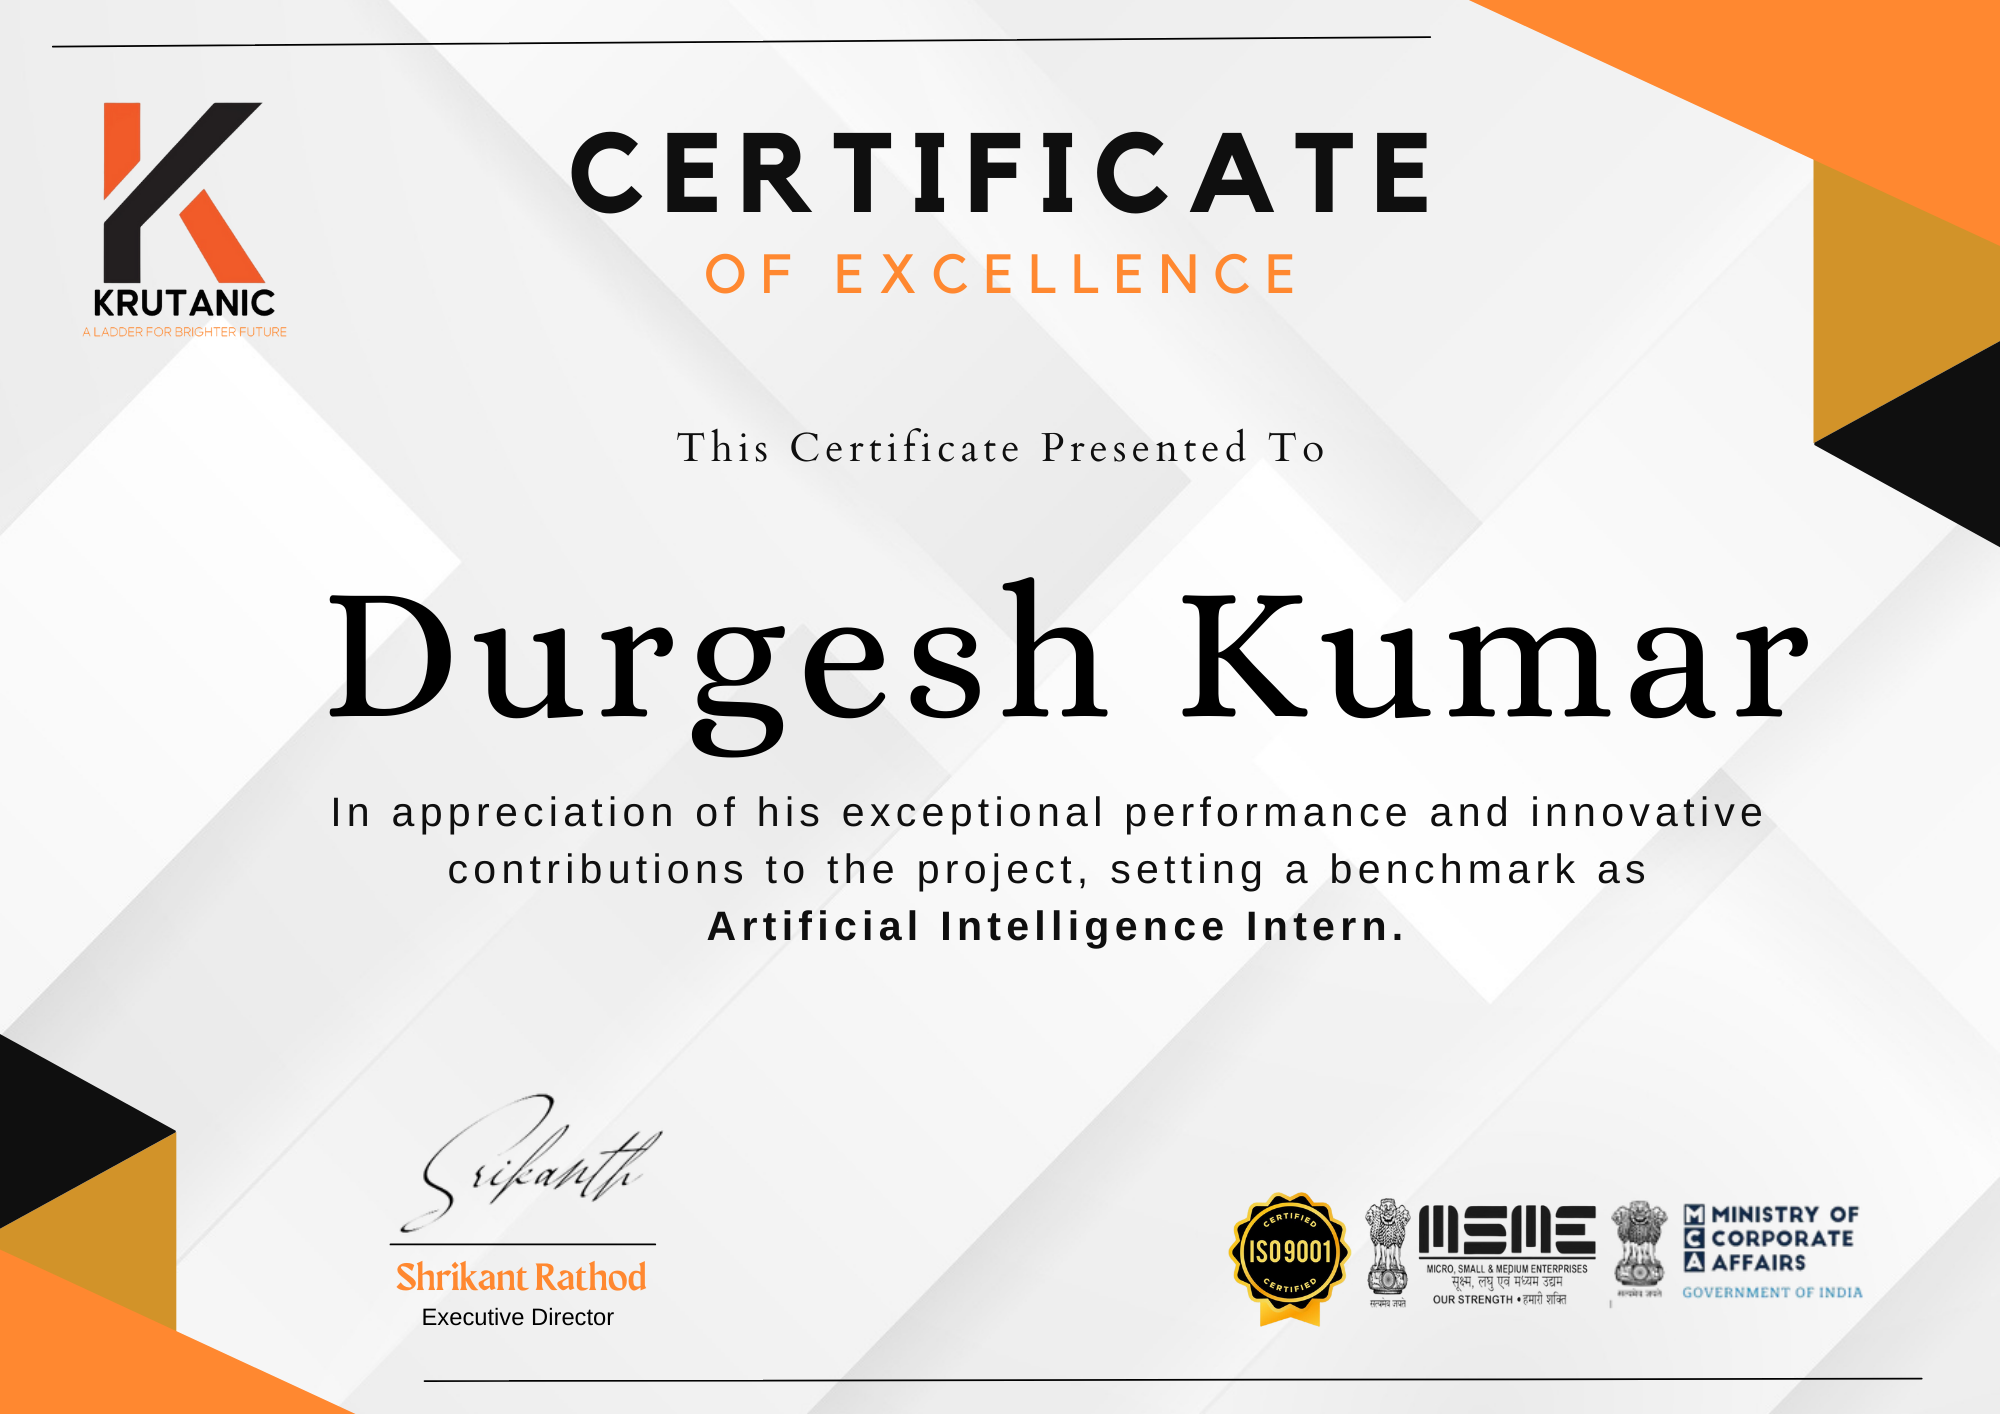 KRUTANIC
A LADDER FOR BRIGHTER FUTURE
CERTIFICATE
OF EXCELLENCE
This Certificate Presented To
Durgesh Kumar
In appreciation of his exceptional performance and innovative
contributions to the project, setting a benchmark as
Artificial Intelligence Intern.
Srikanth
Shrikant Rathod
Executive Director
CERTIFIED
ISO 9001
CERTIFIED
सत्यमेव जयते
MSME
MICRO, SMALL & MEDIUM ENTERPRISES
सूक्ष्म, लघु एवं मध्यम उद्यम
OUR STRENGTH • हमारी शक्ति
सत्यमेव जयते
MCA
MINISTRY OF
CORPORATE
AFFAIRS
GOVERNMENT OF INDIA